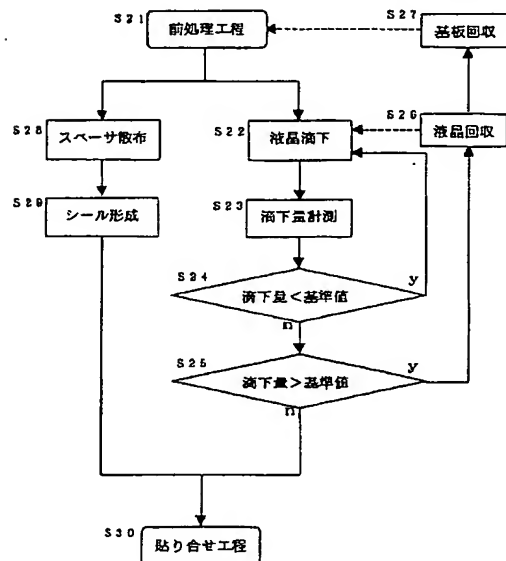 S21
前処理工程
S27
基板回収
S28
スペーサ散布
S22
液晶滴下
S26
液晶回収
S29
シール形成
S23
滴下量計測
S24
滴下量<基準値
y
n
S25
滴下量>基準値
y
n
S30
貼り合せ工程